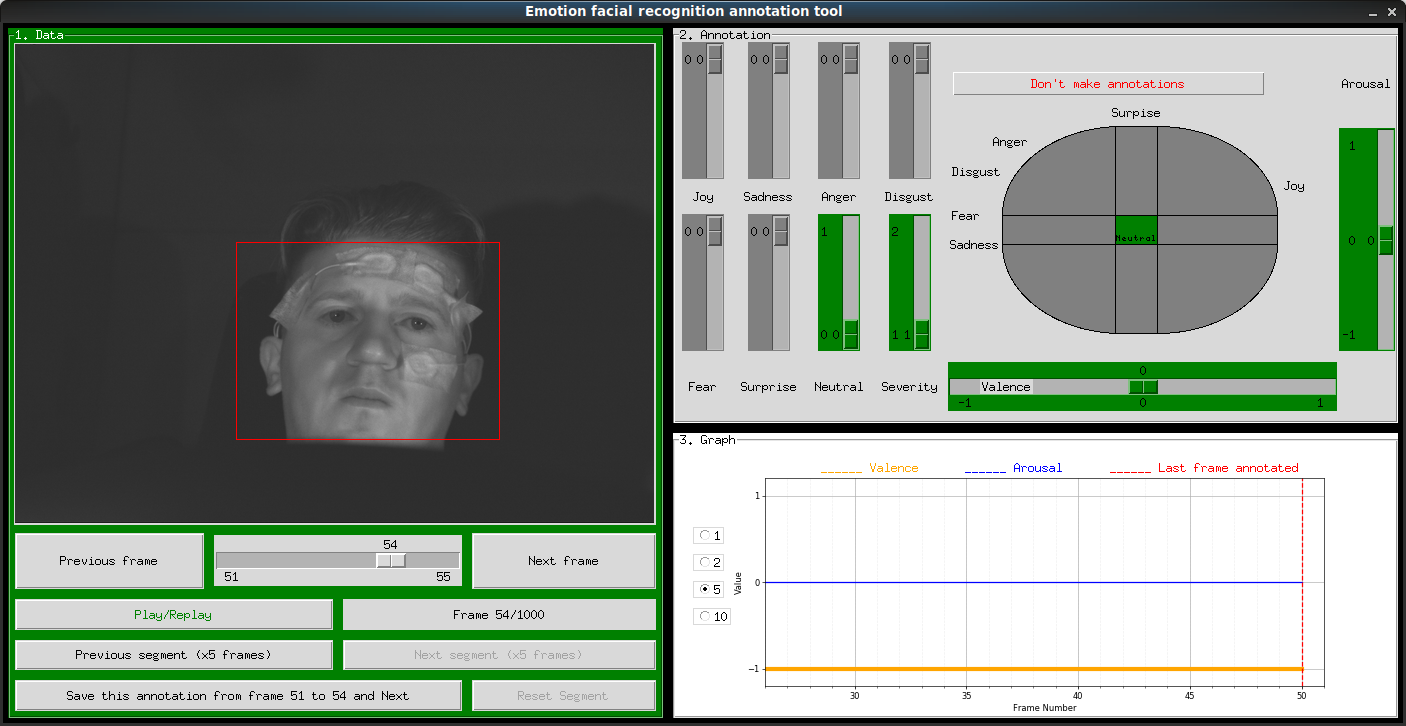 Emotion facial recognition annotation tool
1. Data
54
51 55
Previous frame
Next frame
Play/Replay
Frame 54/1000
Previous segment (x5 frames)
Next segment (x5 frames)
Save this annotation from frame 51 to 54 and Next
Reset Segment
2. Annotation
0 0 0 0 0 0 0 0
Joy Sadness Anger Disgust
0 0 0 0 1 2
0 0 1 1
Fear Surprise Neutral Severity
Don't make annotations
Surpise
Anger
Disgust
Joy
Fear
Neutral
Sadness
Arousal
1
0 0
-1
0
Valence
-1 0 1
3. Graph
______ Valence ______ Arousal ______ Last frame annotated
1
2
5
10
Value
1
0
−1
30 35 40 45 50
Frame Number